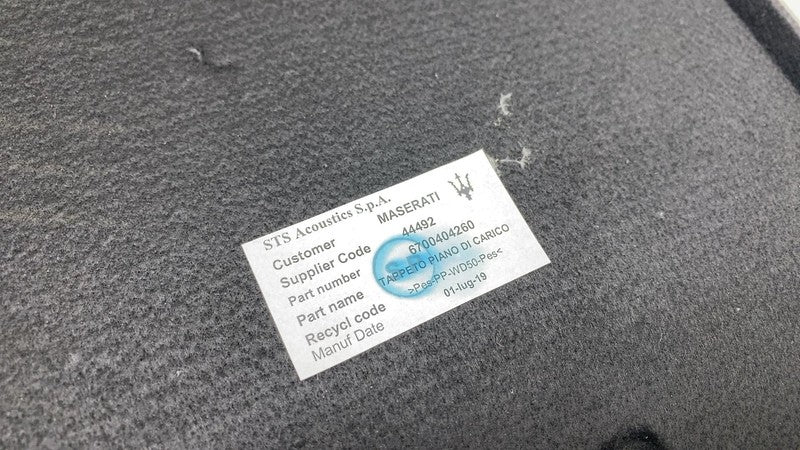 STS Acoustics S.p.A.
Customer MASERATI
Supplier Code 44492
Part number 6700404260
Part name TAPPETO PIANO DI CARICO
Recycl code >Pes<PP-WD50-Pes<
Manuf Date 01-lug-19